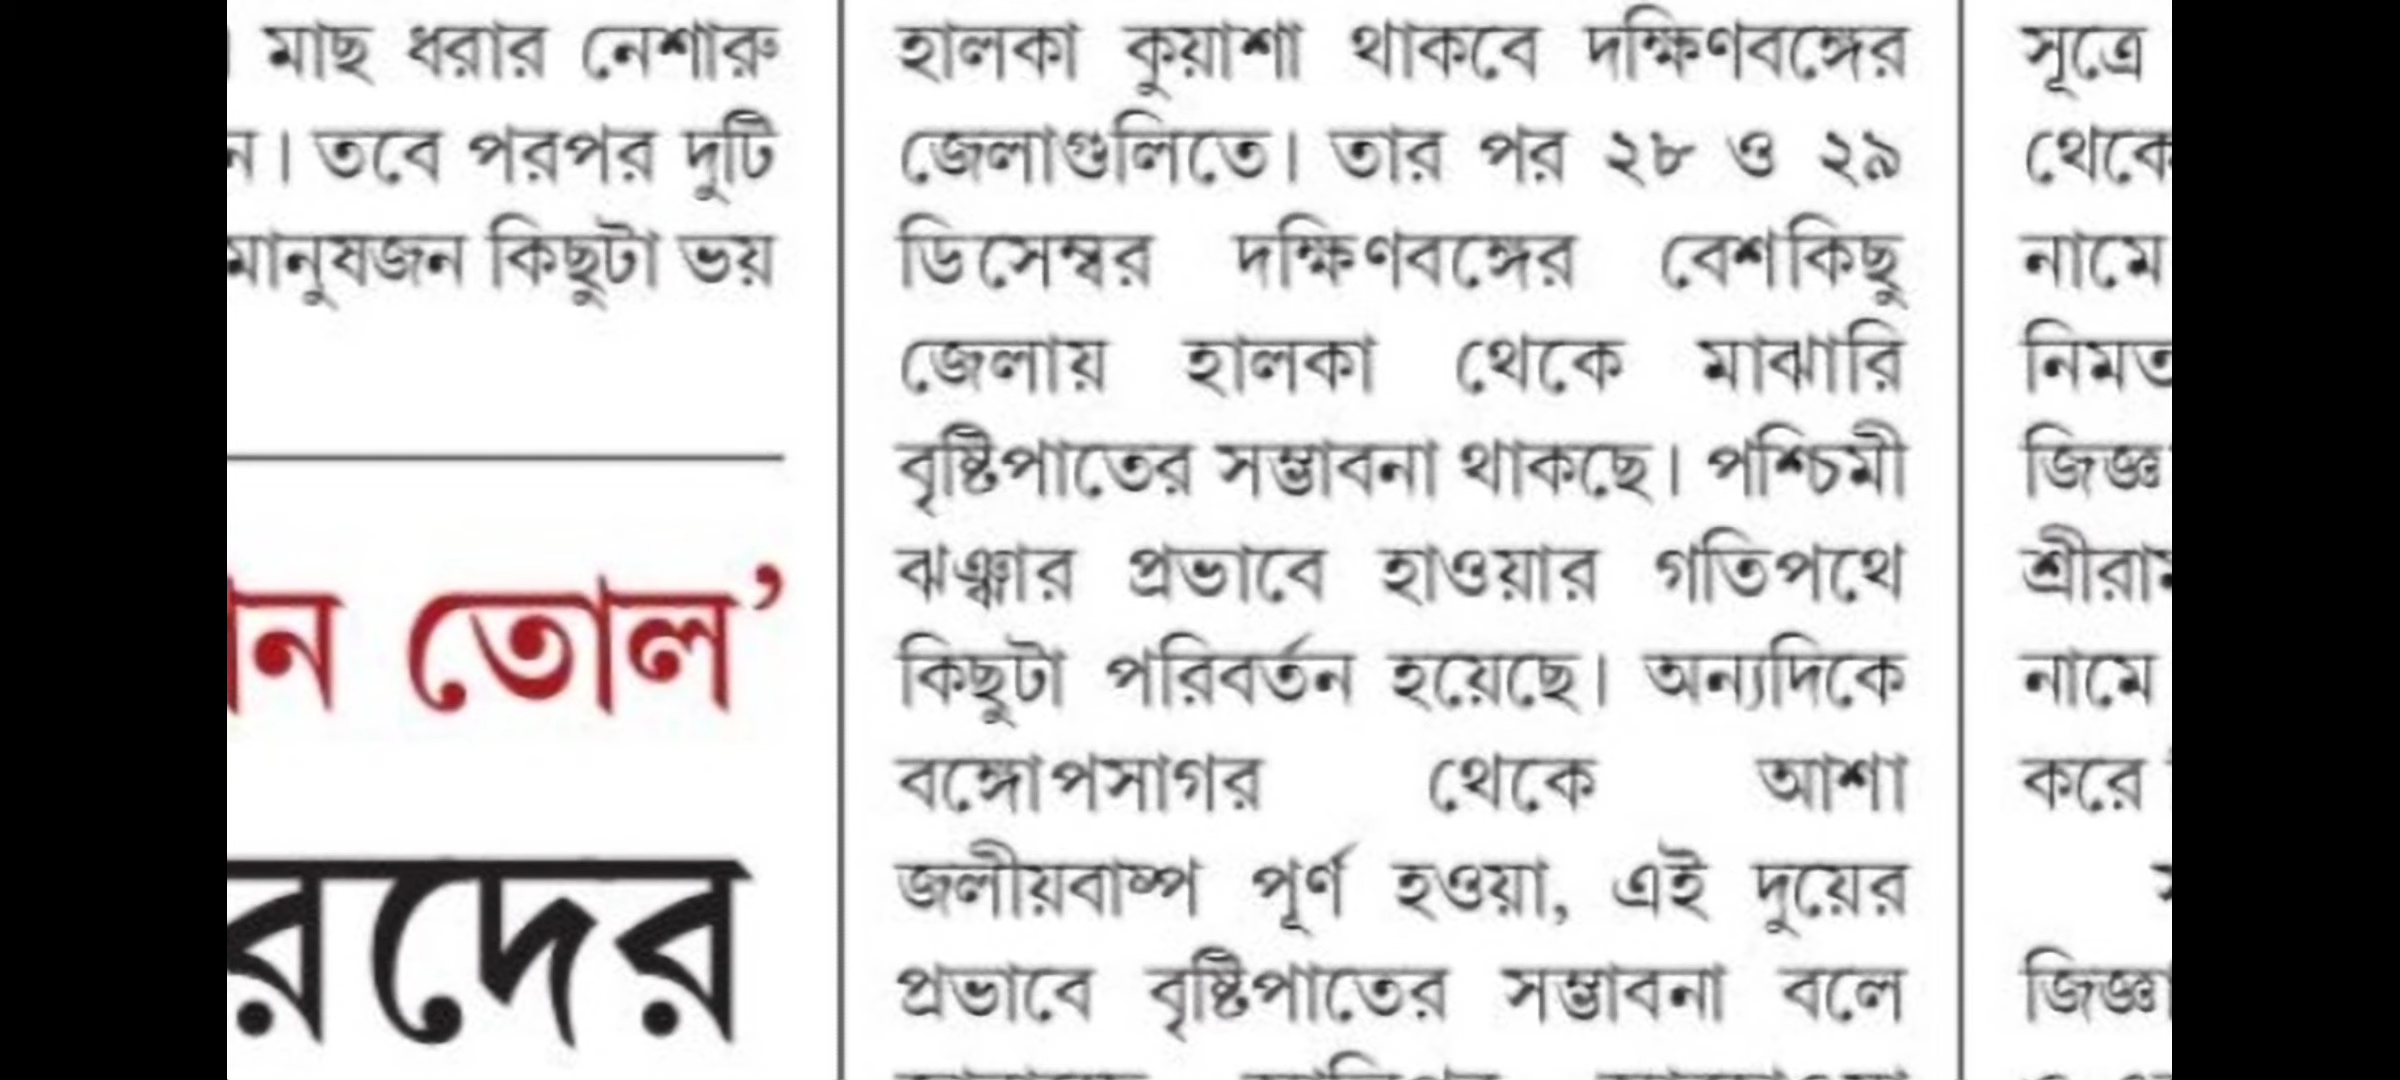 মাছ ধরার নেশারু
তবে পরপর দুটি
মানুষজন কিছুটা ভয়
তোল’
রদের
হালকা কুয়াশা থাকবে দক্ষিণবঙ্গের
জেলাগুলিতে। তার পর ২৮ ও ২৯
ডিসেম্বর দক্ষিণবঙ্গের বেশকিছু
জেলায় হালকা থেকে মাঝারি
বৃষ্টিপাতের সম্ভাবনা থাকছে। পশ্চিমী
ঝঞ্ঝার প্রভাবে হাওয়ার গতিপথে
কিছুটা পরিবর্তন হয়েছে। অন্যদিকে
বঙ্গোপসাগর থেকে আশা
জলীয়বাষ্প পূর্ণ হওয়া, এই দুয়ের
প্রভাবে বৃষ্টিপাতের সম্ভাবনা বলে
সূত্রে
থেকে
নামে
নিমত
জিজ্ঞ
শ্রীরা
নামে
করে
জিজ্ঞা